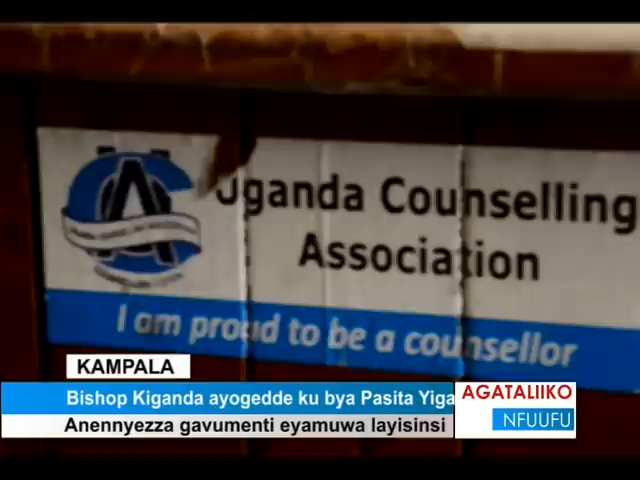 Uganda Counselling
Association
I am proud to be a counsellor
KAMPALA
Bishop Kiganda ayogedde ku bya Pasita Yiga
Anennyezza gavumenti eyamuwa layisinsi
AGATALIIKO
NFUUFU